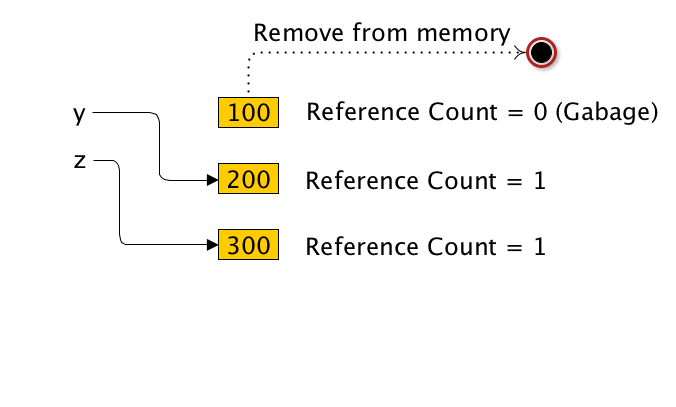 Remove from memory
y
100
Reference Count = 0 (Gabage)
z
200
Reference Count = 1
300
Reference Count = 1